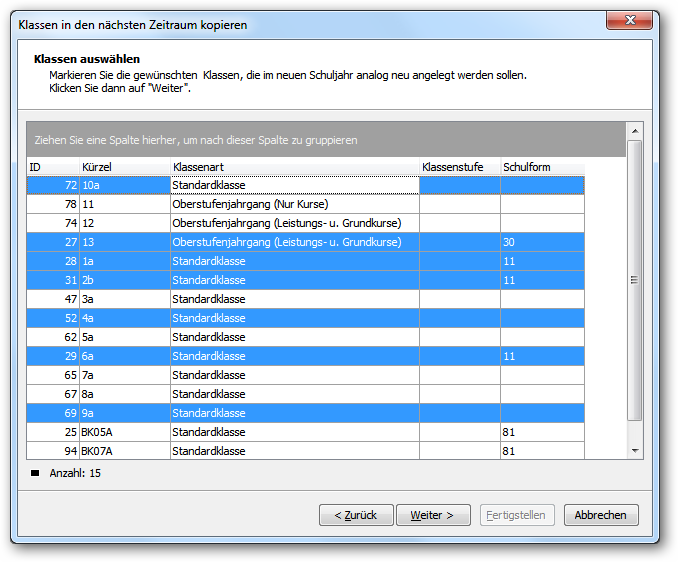 Klassen in den nächsten Zeitraum kopieren
Klassen auswählen
Markieren Sie die gewünschten Klassen, die im neuen Schuljahr analog neu angelegt werden sollen.
Klicken Sie dann auf "Weiter".
Ziehen Sie eine Spalte hierher, um nach dieser Spalte zu gruppieren
ID Kürzel Klassenart Klassenstufe Schulform
72 10a Standardklasse
78 11 Oberstufenjahrgang (Nur Kurse)
74 12 Oberstufenjahrgang (Leistungs- u. Grundkurse)
27 13 Oberstufenjahrgang (Leistungs- u. Grundkurse) 30
28 1a Standardklasse 11
31 2b Standardklasse 11
47 3a Standardklasse
52 4a Standardklasse
62 5a Standardklasse
29 6a Standardklasse 11
65 7a Standardklasse
67 8a Standardklasse
69 9a Standardklasse
25 BK05A Standardklasse 81
94 BK07A Standardklasse 81
Anzahl: 15
< Zurück Weiter > Fertigstellen Abbrechen